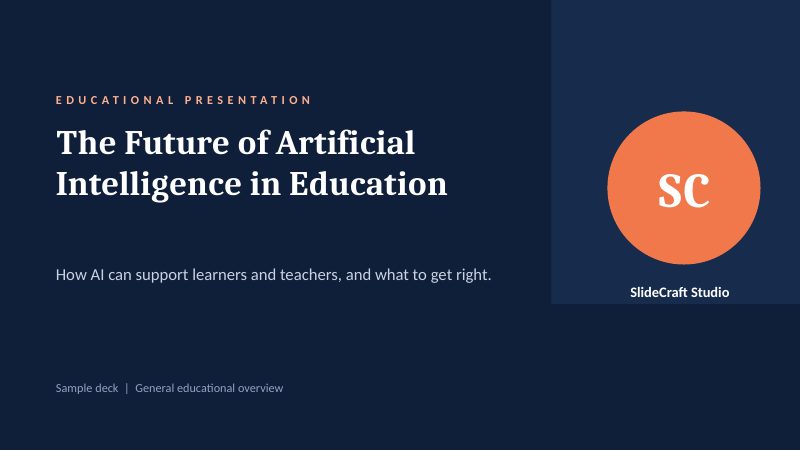 EDUCATIONAL PRESENTATION
The Future of Artificial
Intelligence in Education
How AI can support learners and teachers, and what to get right.
Sample deck | General educational overview
SC
SlideCraft Studio